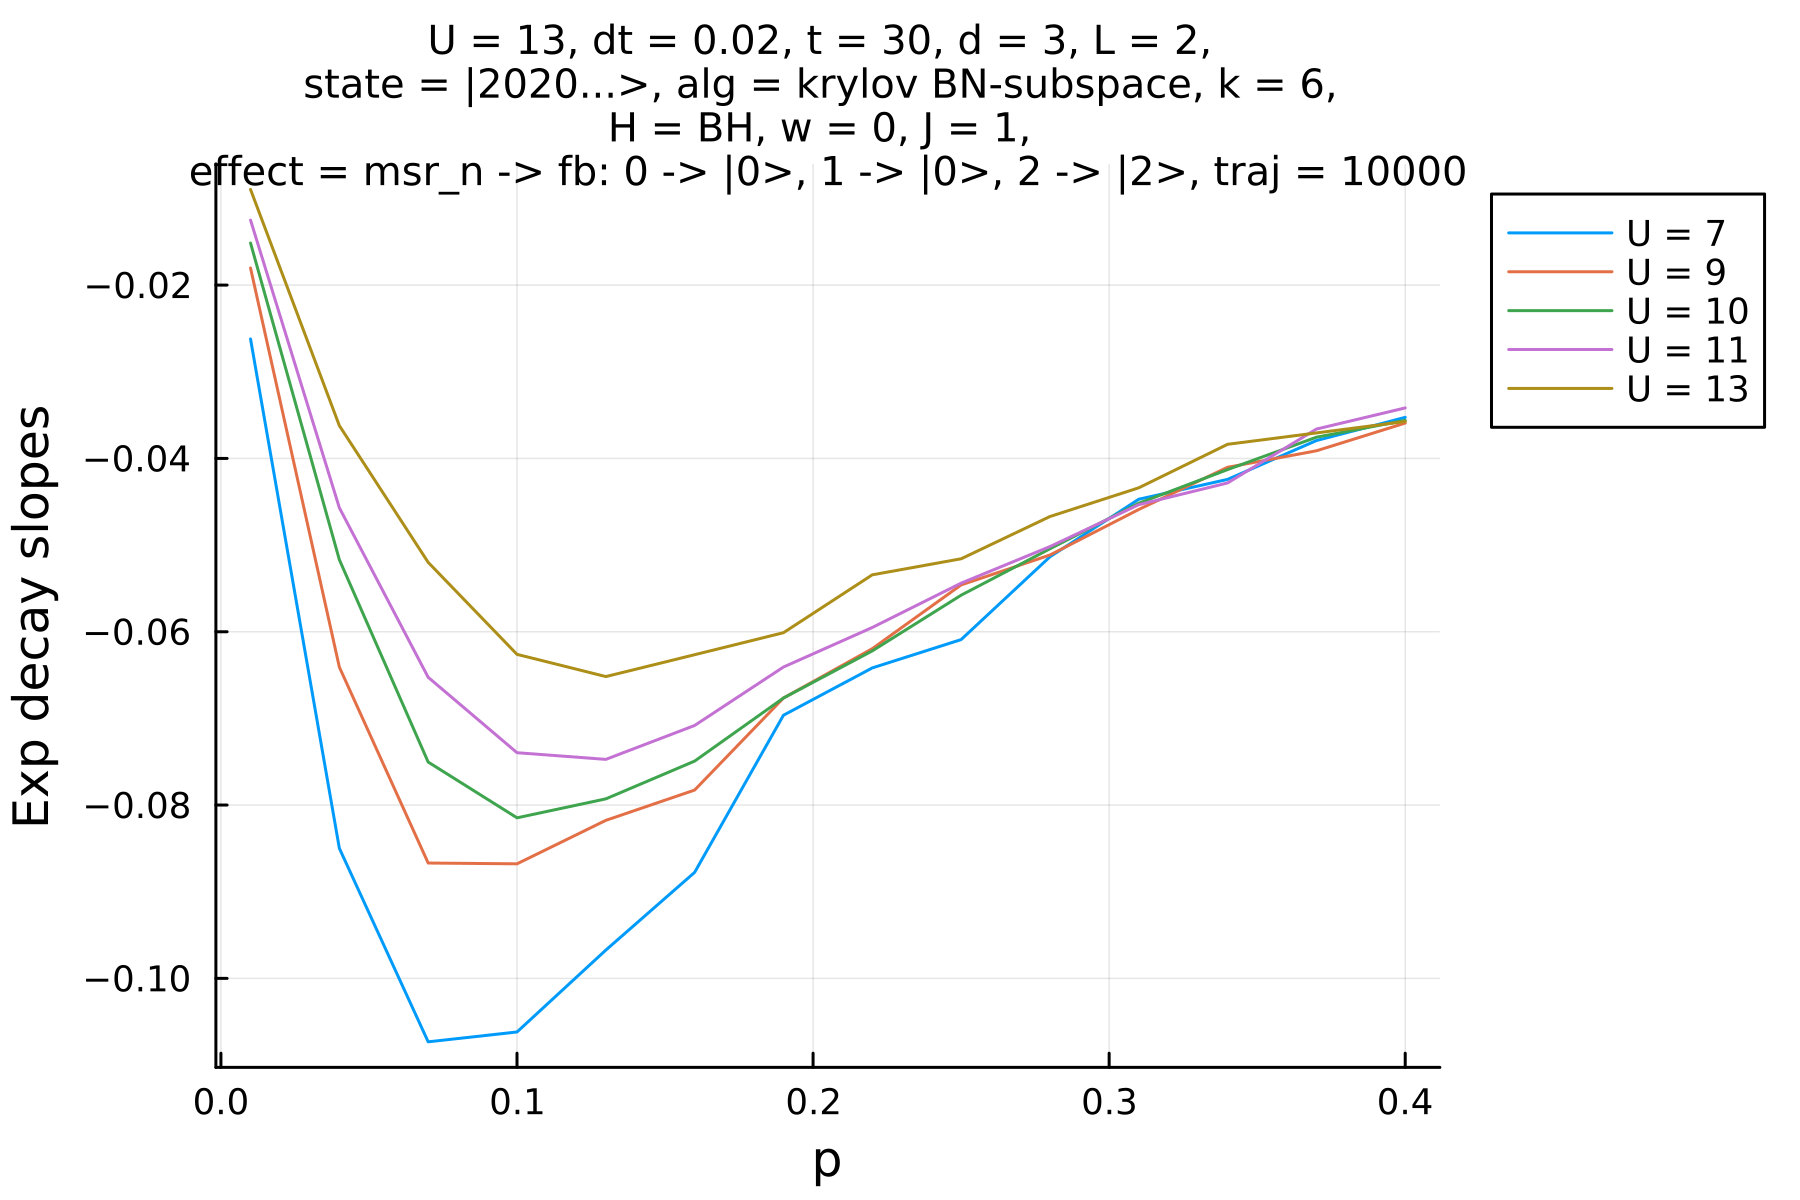 U = 13, dt = 0.02, t = 30, d = 3, L = 2,
state = |2020...>, alg = krylov BN-subspace, k = 6,
H = BH, w = 0, J = 1,
effect = msr_n -> fb: 0 -> |0>, 1 -> |0>, 2 -> |2>, traj = 10000
U = 7
U = 9
U = 10
U = 11
U = 13
Exp decay slopes
−0.02
−0.04
−0.06
−0.08
−0.10
0.0 0.1 0.2 0.3 0.4
p